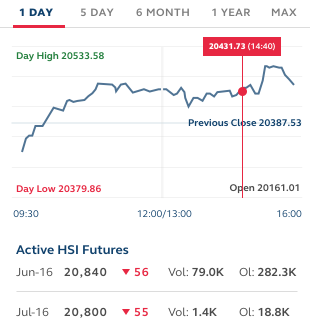 1 DAY 5 DAY 6 MONTH 1 YEAR MAX
20431.73 (14:40)
Day High 20533.58
Previous Close 20387.53
Day Low 20379.86 Open 20161.01
09:30 12:00/13:00 16:00
Active HSI Futures
Jun-16 20,840 ▼ 56 Vol: 79.0K OI: 282.3K
Jul-16 20,800 ▼ 55 Vol: 1.4K OI: 18.8K